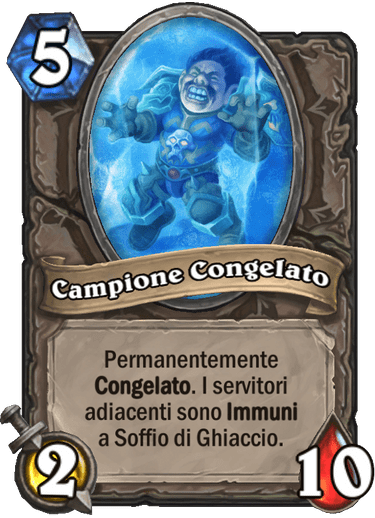 5
Campione Congelato
Permanentemente
Congelato. I servitori
adiacenti sono Immuni
a Soffio di Ghiaccio.
2
10